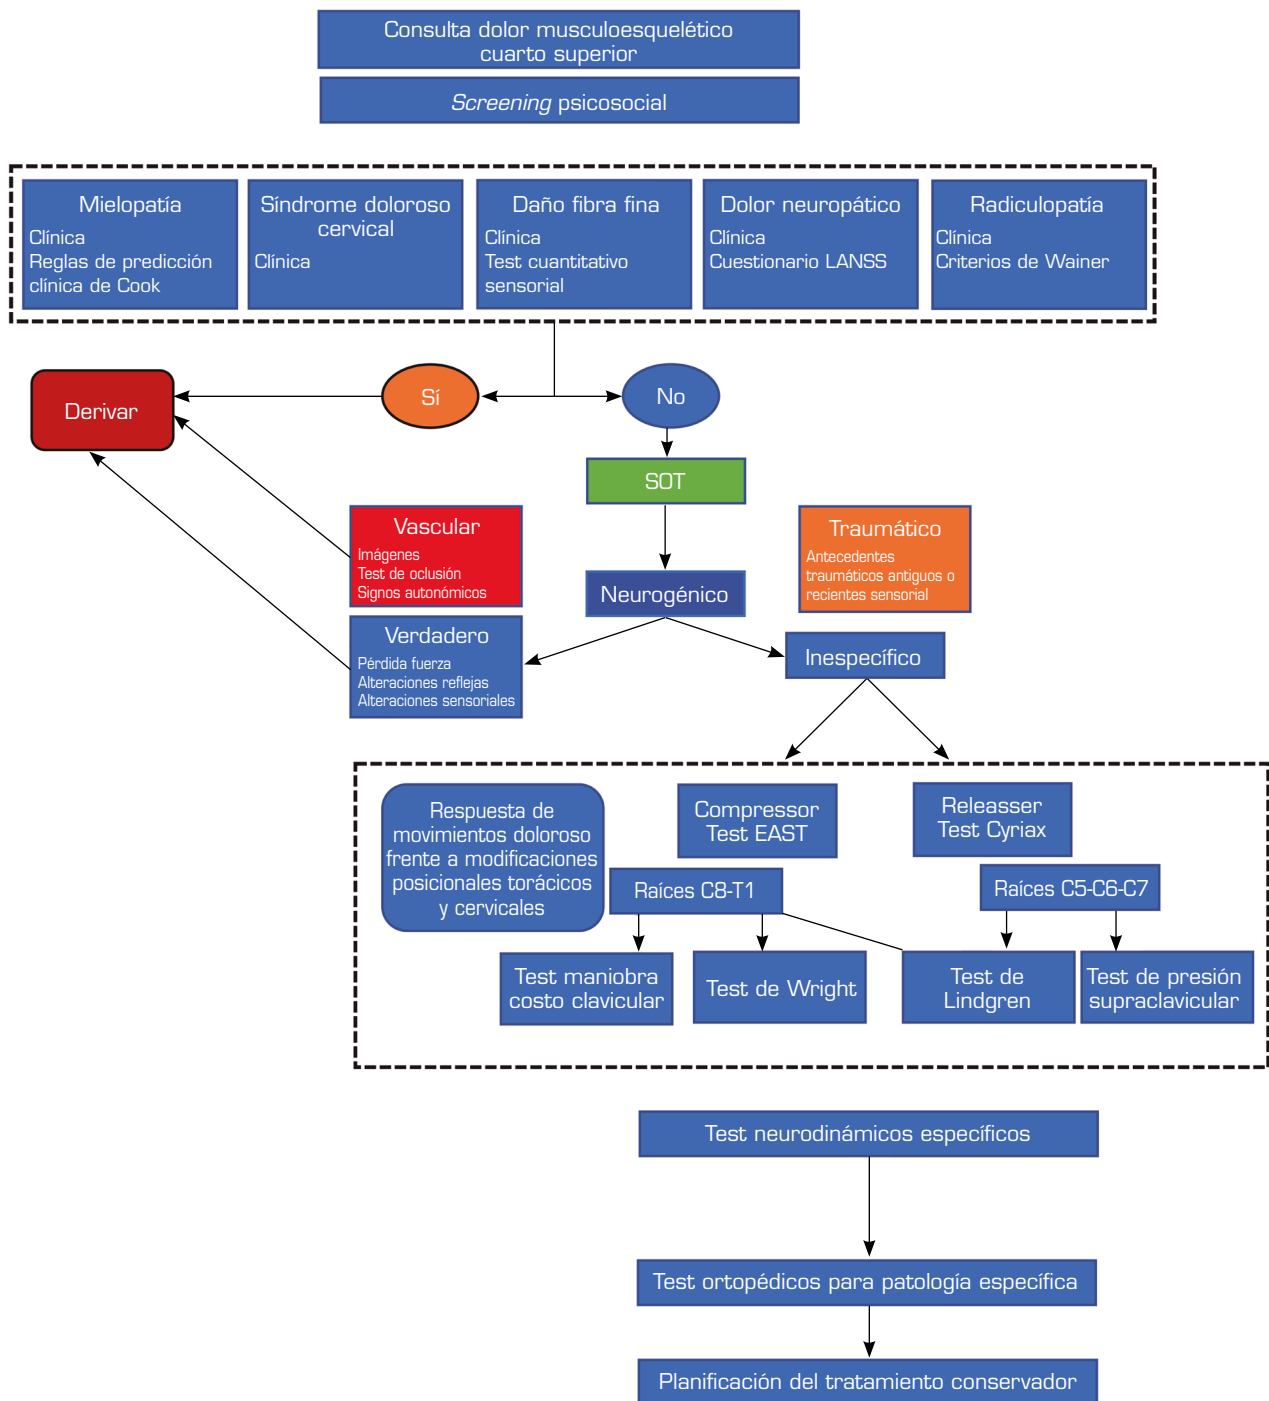 Consulta dolor musculoesquelético
cuarto superior
Screening psicosocial
Mielopatía
Clínica
Reglas de predicción
clínica de Cook
Síndrome doloroso
cervical
Clínica
Daño fibra fina
Clínica
Test cuantitativo
sensorial
Dolor neuropático
Clínica
Cuestionario LANSS
Radiculopatía
Clínica
Criterios de Wainer
Derivar
Sí
No
SOT
Vascular
Imágenes
Test de oclusión
Signos autonómicos
Traumático
Antecedentes
traumáticos antiguos o
recientes sensorial
Neurogénico
Verdadero
Pérdida fuerza
Alteraciones reflejas
Alteraciones sensoriales
Inespecífico
Respuesta de
movimientos doloroso
frente a modificaciones
posicionales torácicos
y cervicales
Compressor
Test EAST
Releasser
Test Cyriax
Raíces C8-T1
Raíces C5-C6-C7
Test maniobra
costo clavicular
Test de Wright
Test de
Lindgren
Test de presión
supraclavicular
Test neurodinámicos específicos
Test ortopédicos para patología específica
Planificación del tratamiento conservador